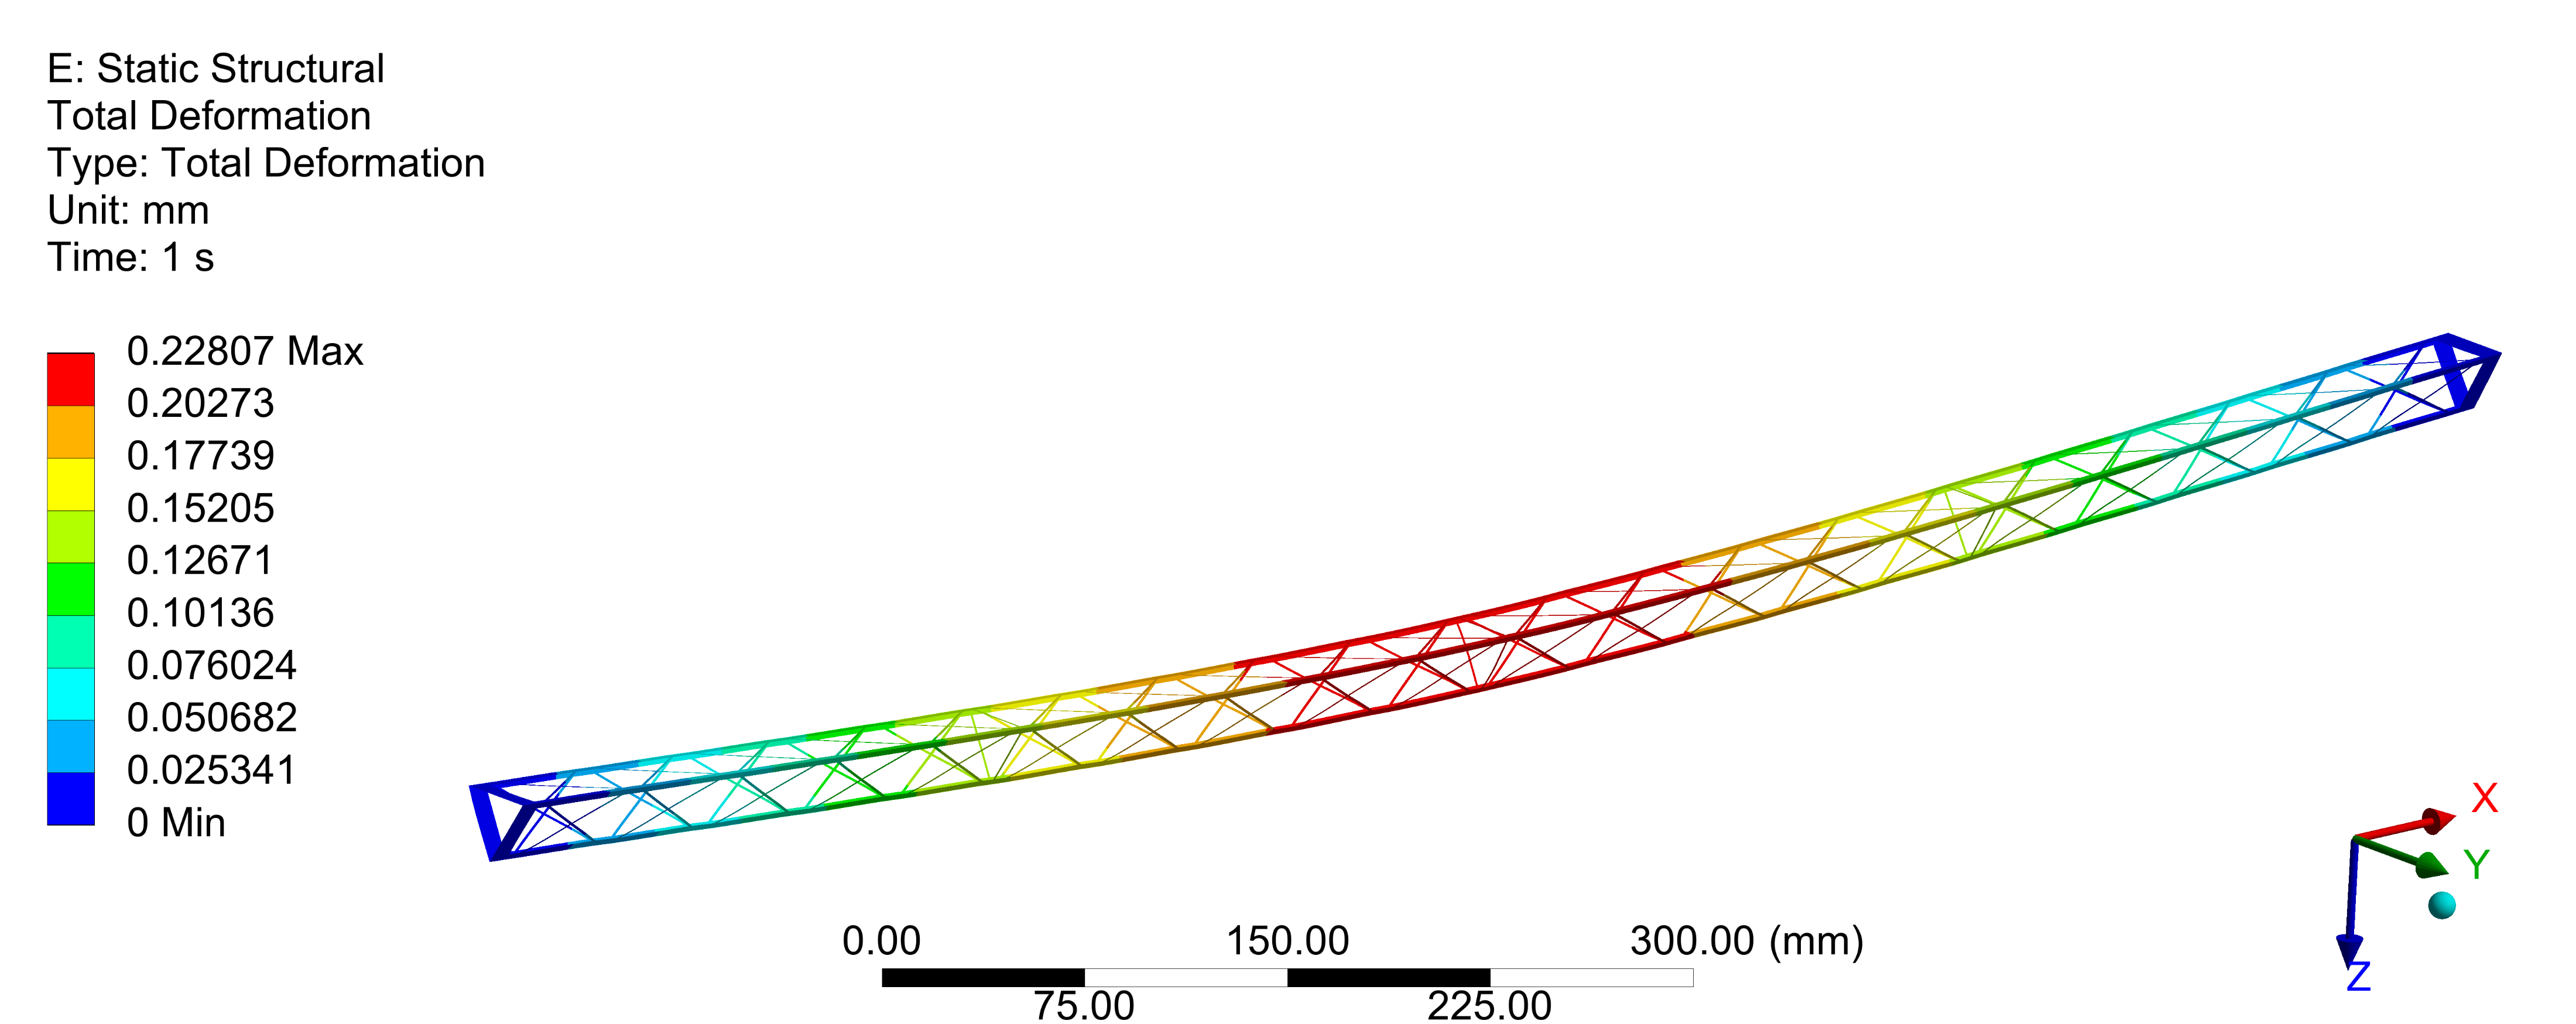 E: Static Structural
Total Deformation
Type: Total Deformation
Unit: mm
Time: 1 s
0.22807 Max
0.20273
0.17739
0.15205
0.12671
0.10136
0.076024
0.050682
0.025341
0 Min
0.00 150.00 300.00 (mm)
75.00 225.00
X
Y
Z